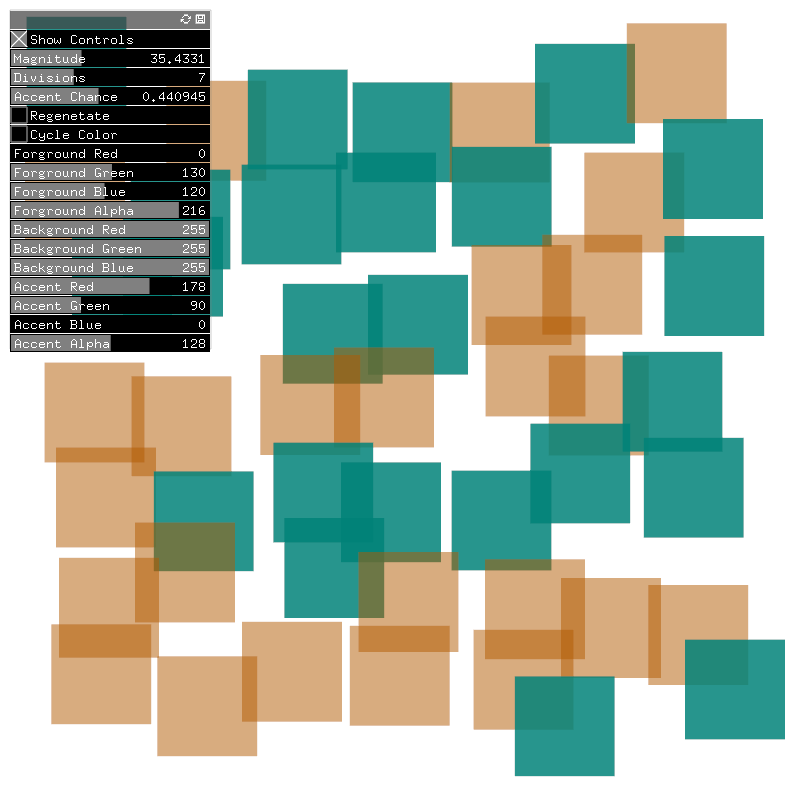 Show Controls
Magnitude 35.4331
Divisions 7
Accent Chance 0.440945
Regenetate
Cycle Color
Forground Red 0
Forground Green 130
Forground Blue 120
Forground Alpha 216
Background Red 255
Background Green 255
Background Blue 255
Accent Red 178
Accent Green 90
Accent Blue 0
Accent Alpha 128